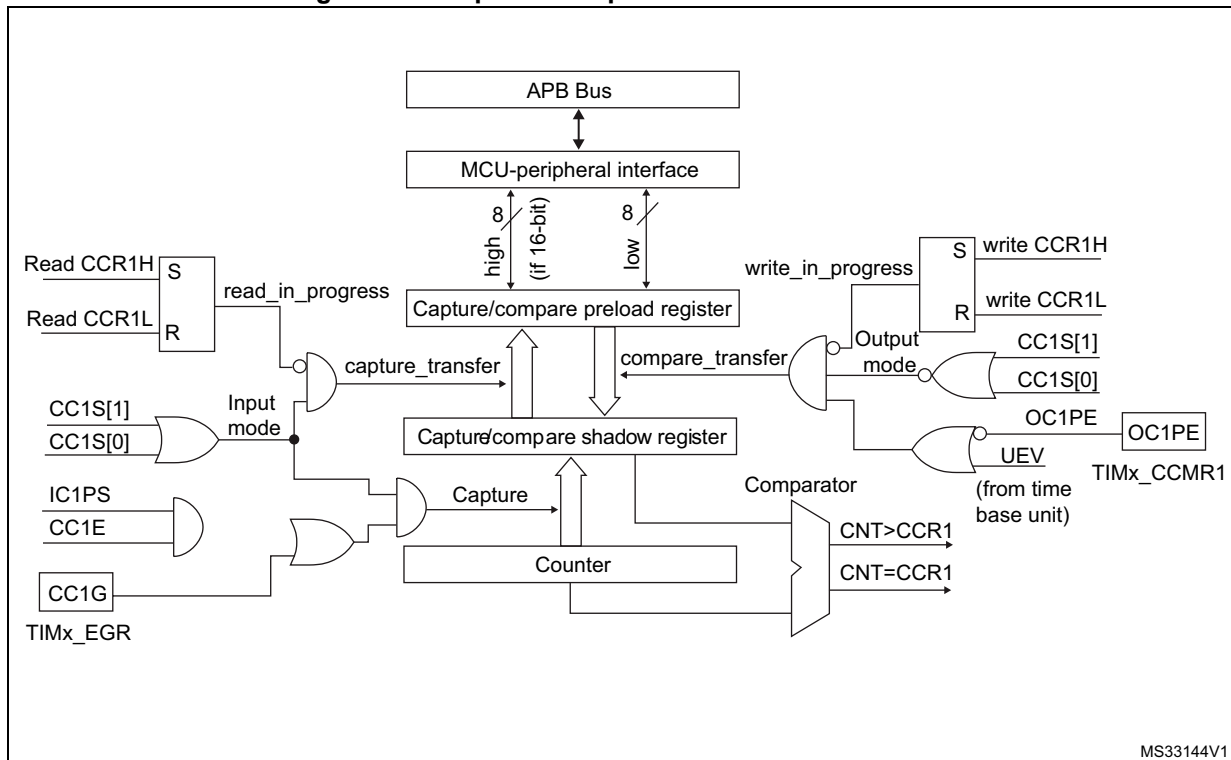 APB Bus
MCU-peripheral interface
8
high
(if 16-bit)
8
low
Read CCR1H
S
read_in_progress
Read CCR1L
R
write_in_progress
S
write CCR1H
R
write CCR1L
Capture/compare preload register
capture_transfer
compare_transfer
Output
mode
CC1S[1]
CC1S[0]
CC1S[1]
CC1S[0]
Input
mode
Capture/compare shadow register
OC1PE
OC1PE
UEV
TIMx_CCMR1
(from time
base unit)
IC1PS
CC1E
Capture
Comparator
CNT>CCR1
CNT=CCR1
Counter
CC1G
TIMx_EGR
MS33144V1